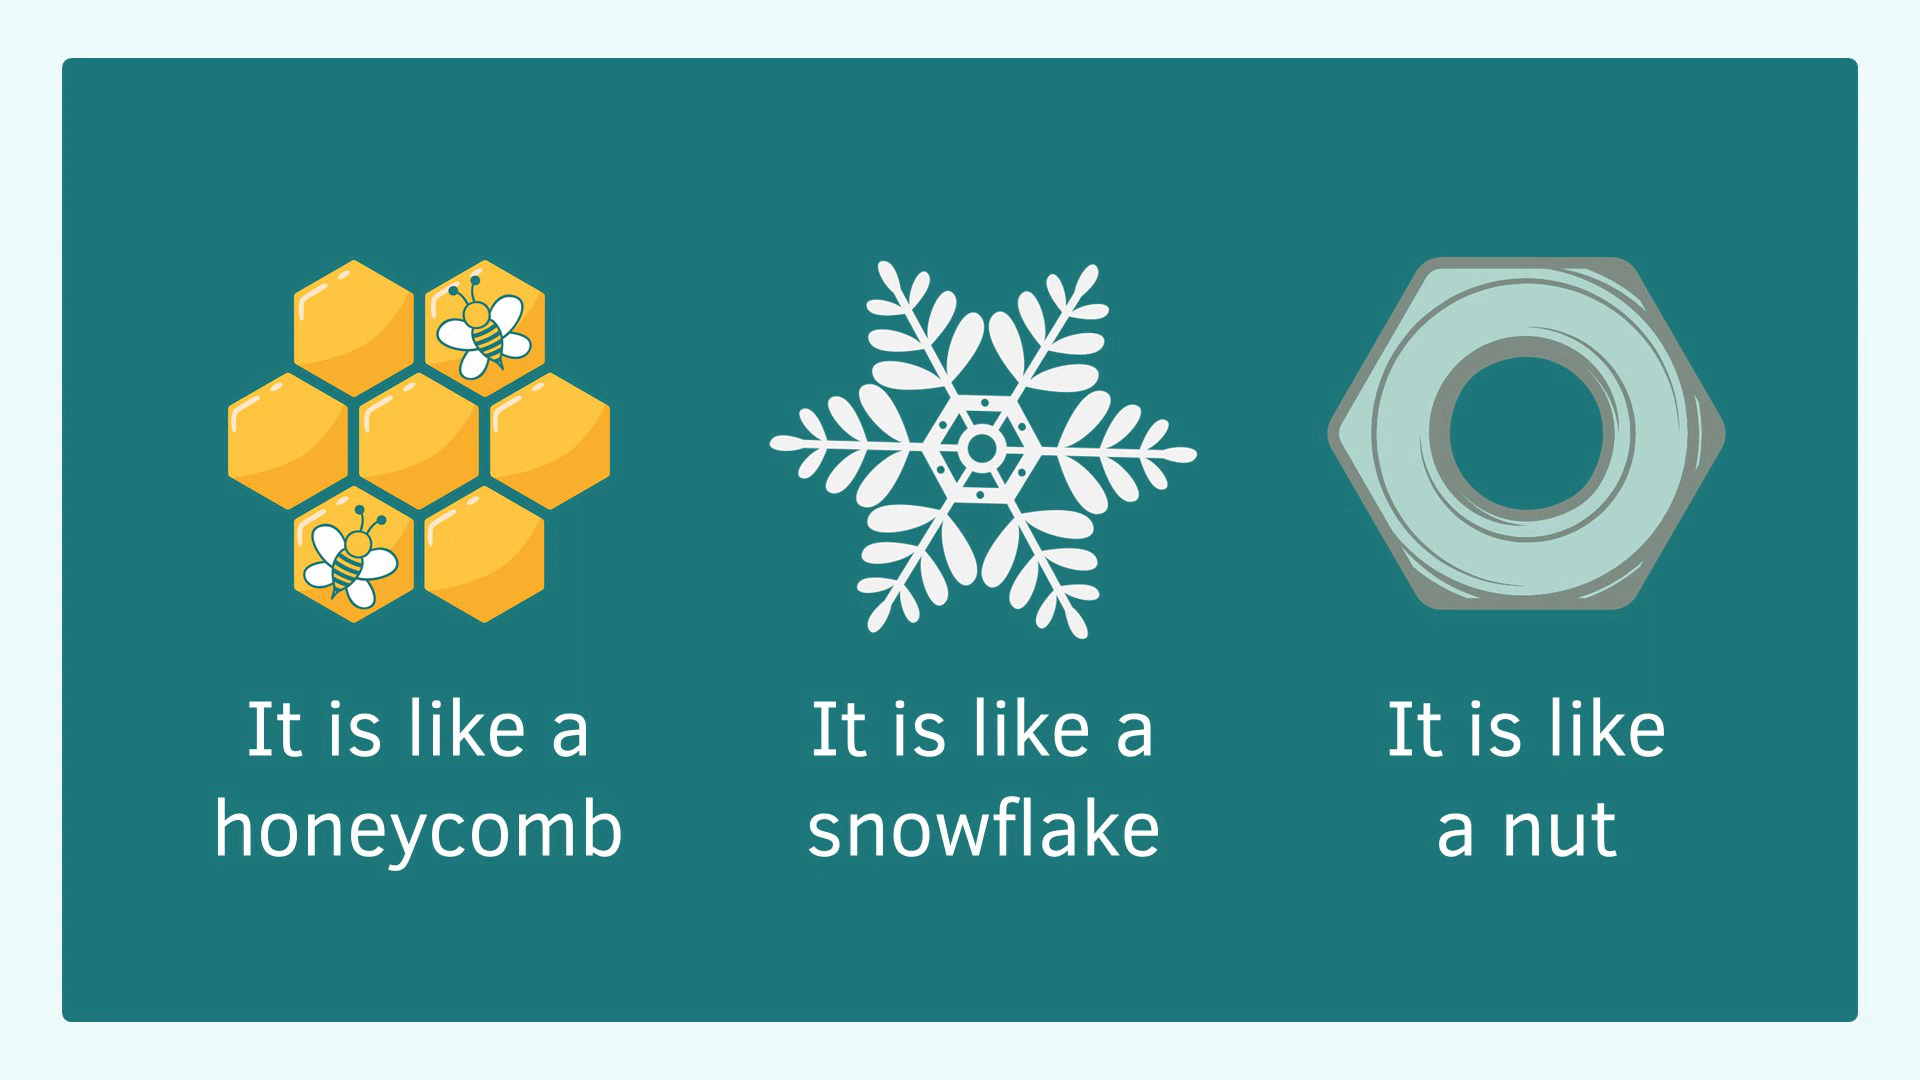 It is like a
honeycomb
It is like a
snowflake
It is like
a nut